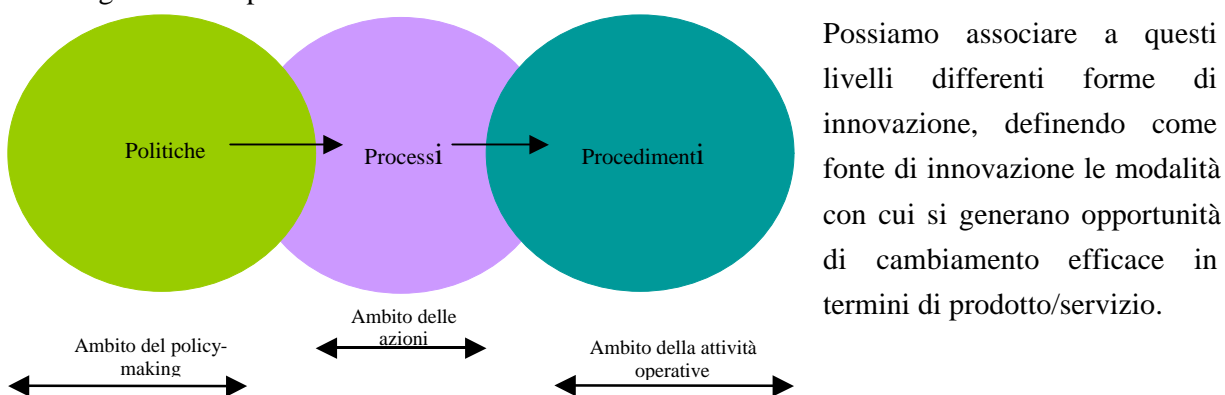 Politiche
Processi
Procedimenti
Ambito del policy-
making
Ambito delle
azioni
Ambito della attività
operative
Possiamo associare a questi
livelli differenti forme di
innovazione, definendo come
fonte di innovazione le modalità
con cui si generano opportunità
di cambiamento efficace in
termini di prodotto/servizio.